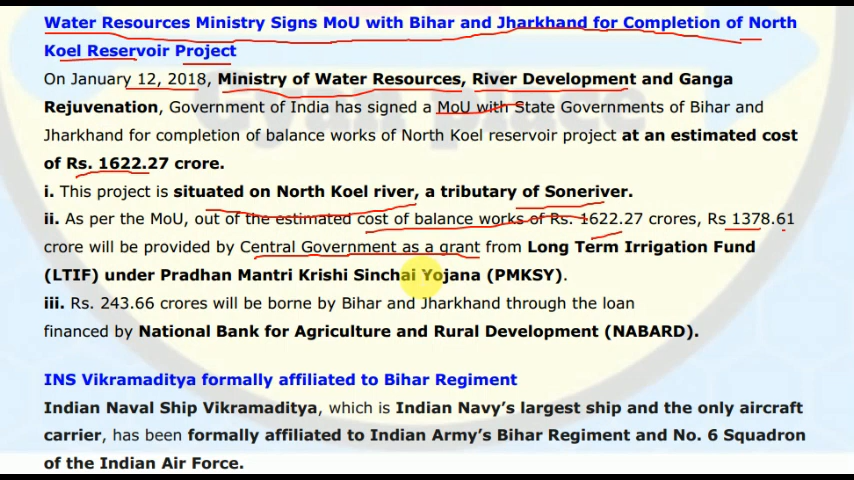 Water Resources Ministry Signs MoU with Bihar and Jharkhand for Completion of North
Koel Reservoir Project
On January 12, 2018, Ministry of Water Resources, River Development and Ganga
Rejuvenation, Government of India has signed a MoU with State Governments of Bihar and
Jharkhand for completion of balance works of North Koel reservoir project at an estimated cost
of Rs. 1622.27 crore.
i. This project is situated on North Koel river, a tributary of Soneriver.
ii. As per the MoU, out of the estimated cost of balance works of Rs. 1622.27 crores, Rs 1378.61
crore will be provided by Central Government as a grant from Long Term Irrigation Fund
(LTIF) under Pradhan Mantri Krishi Sinchai Yojana (PMKSY).
iii. Rs. 243.66 crores will be borne by Bihar and Jharkhand through the loan
financed by National Bank for Agriculture and Rural Development (NABARD).
INS Vikramaditya formally affiliated to Bihar Regiment
Indian Naval Ship Vikramaditya, which is Indian Navy's largest ship and the only aircraft
carrier, has been formally affiliated to Indian Army's Bihar Regiment and No. 6 Squadron
of the Indian Air Force.
Gyan place